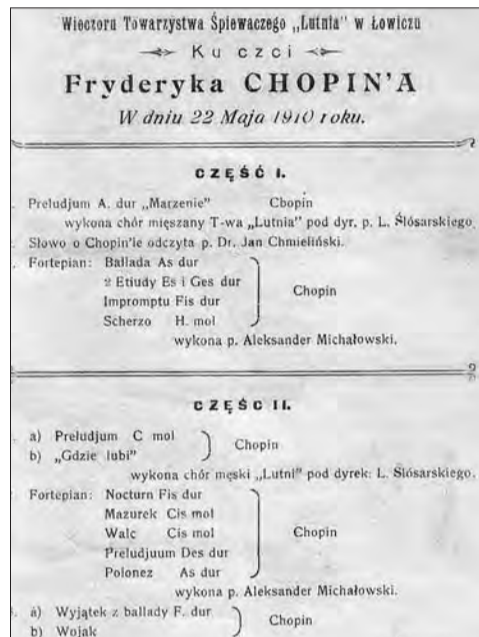 Wieczoru Towarzystwa Śpiewaczego „Lutnia” w Łowiczu
Ku czci
Fryderyka CHOPIN’A
W dniu 22 Maja 1910 roku.
CZĘŚĆ I.
Preludjum A. dur „Marzenie” Chopin
wykona chór mięszany T-wa „Lutnia” pod dyr. p. L. Ślósarskiego.
Słowo o Chopin’ie odczyta p. Dr. Jan Chmieliński.
Fortepian: Ballada As dur
2 Etiudy Es i Ges dur
Impromptu Fis dur
Chopin
Scherzo H. mol
wykona p. Aleksander Michałowski.
CZĘŚĆ II.
a) Preludjum C mol
b) „Gdzie lubi”
Chopin
wykona chór męski „Lutni” pod dyrek: L. Ślósarskiego.
Fortepian: Nocturn Fis dur
Mazurek Cis mol
Walc Cis mol
Chopin
Preludjuum Des dur
Polonez As dur
wykona p. Aleksander Michałowski.
a) Wyjątek z ballady F. dur
b) Wojak
Chopin